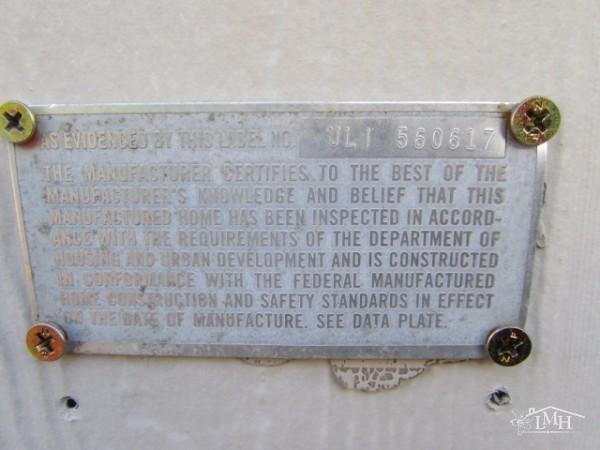 AS EVIDENCED BY THIS LABEL NO. ULI 560617
THE MANUFACTURER CERTIFIES TO THE BEST OF THE
MANUFACTURER'S KNOWLEDGE AND BELIEF THAT THIS
MANUFACTURED HOME HAS BEEN INSPECTED IN ACCORD-
ANCE WITH THE REQUIREMENTS OF THE DEPARTMENT OF
HOUSING AND URBAN DEVELOPMENT AND IS CONSTRUCTED
IN CONFORMANCE WITH THE FEDERAL MANUFACTURED
HOME CONSTRUCTION AND SAFETY STANDARDS IN EFFECT
ON THE DATE OF MANUFACTURE. SEE DATA PLATE.
LMH